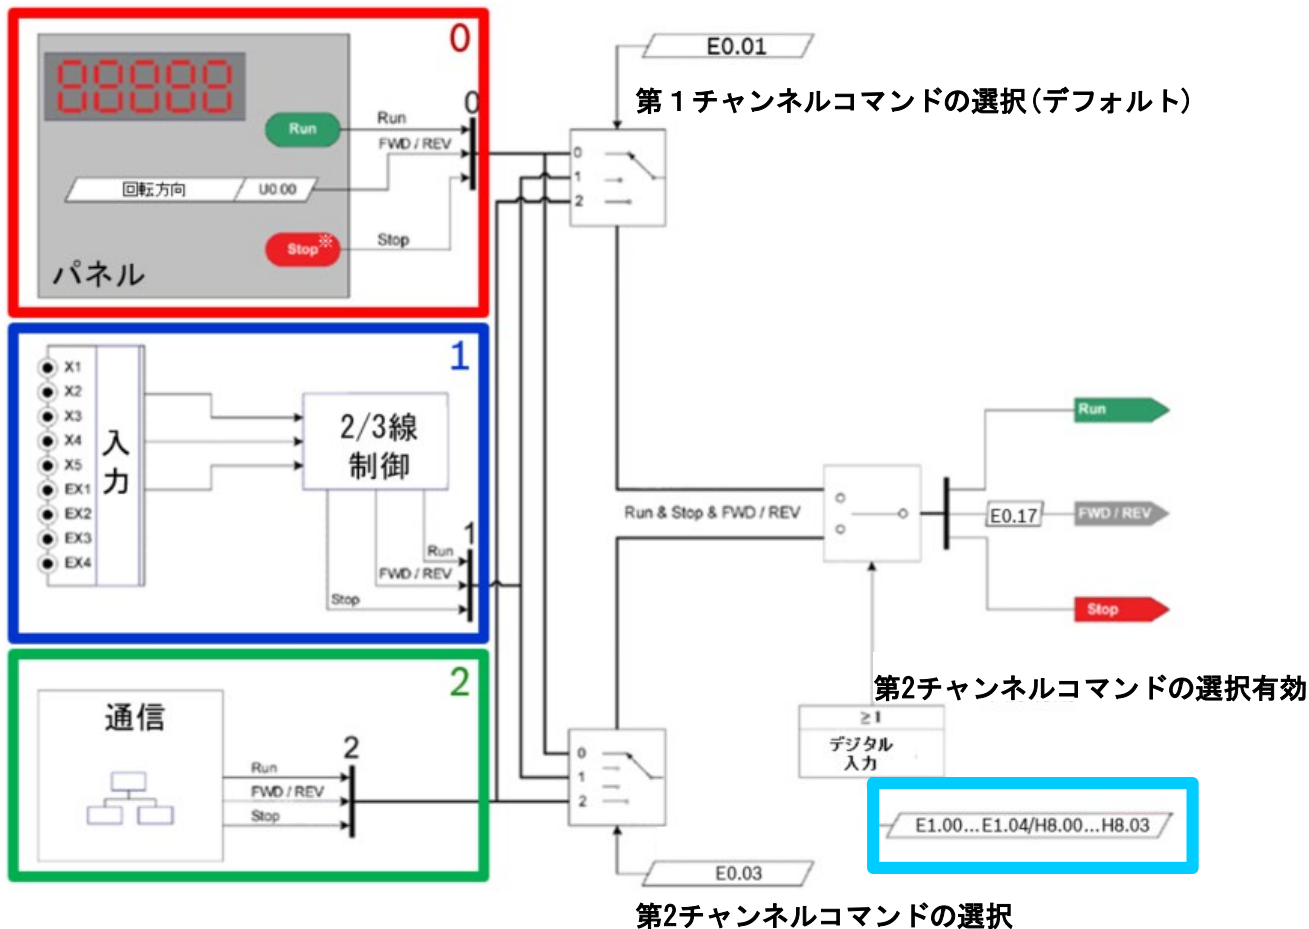 0
88888
Run
Run
0
FWD / REV
回転方向
U0.00
Stop※
Stop
パネル
E0.01
第１チャンネルコマンドの選択(デフォルト)
0
1
2
1
X1
X2
X3
X4
X5
EX1
EX2
EX3
EX4
入力
2/3線
制御
1
Run
FWD / REV
Stop
Run & Stop & FWD / REV
Run
E0.17
FWD / REV
Stop
2
通信
2
Run
FWD / REV
Stop
0
1
2
E0.03
第2チャンネルコマンドの選択
第2チャンネルコマンドの選択有効
≥1
デジタル
入力
E1.00...E1.04/H8.00...H8.03